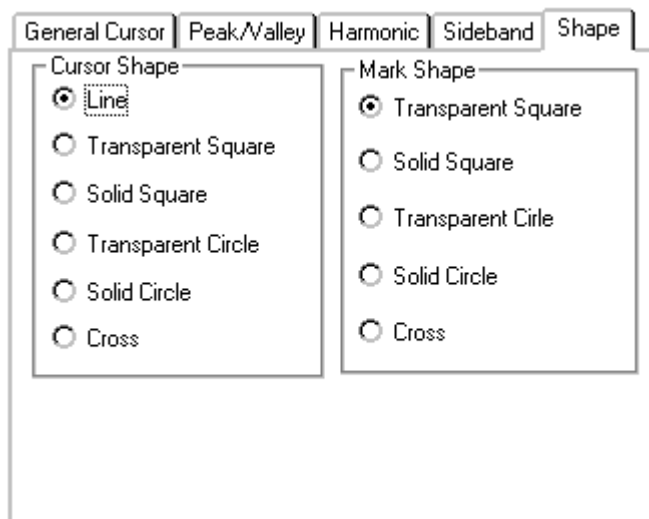 General Cursor Peak/Valley Harmonic Sideband Shape
Cursor Shape
Line
Transparent Square
Solid Square
Transparent Circle
Solid Circle
Cross
Mark Shape
Transparent Square
Solid Square
Transparent Cirle
Solid Circle
Cross